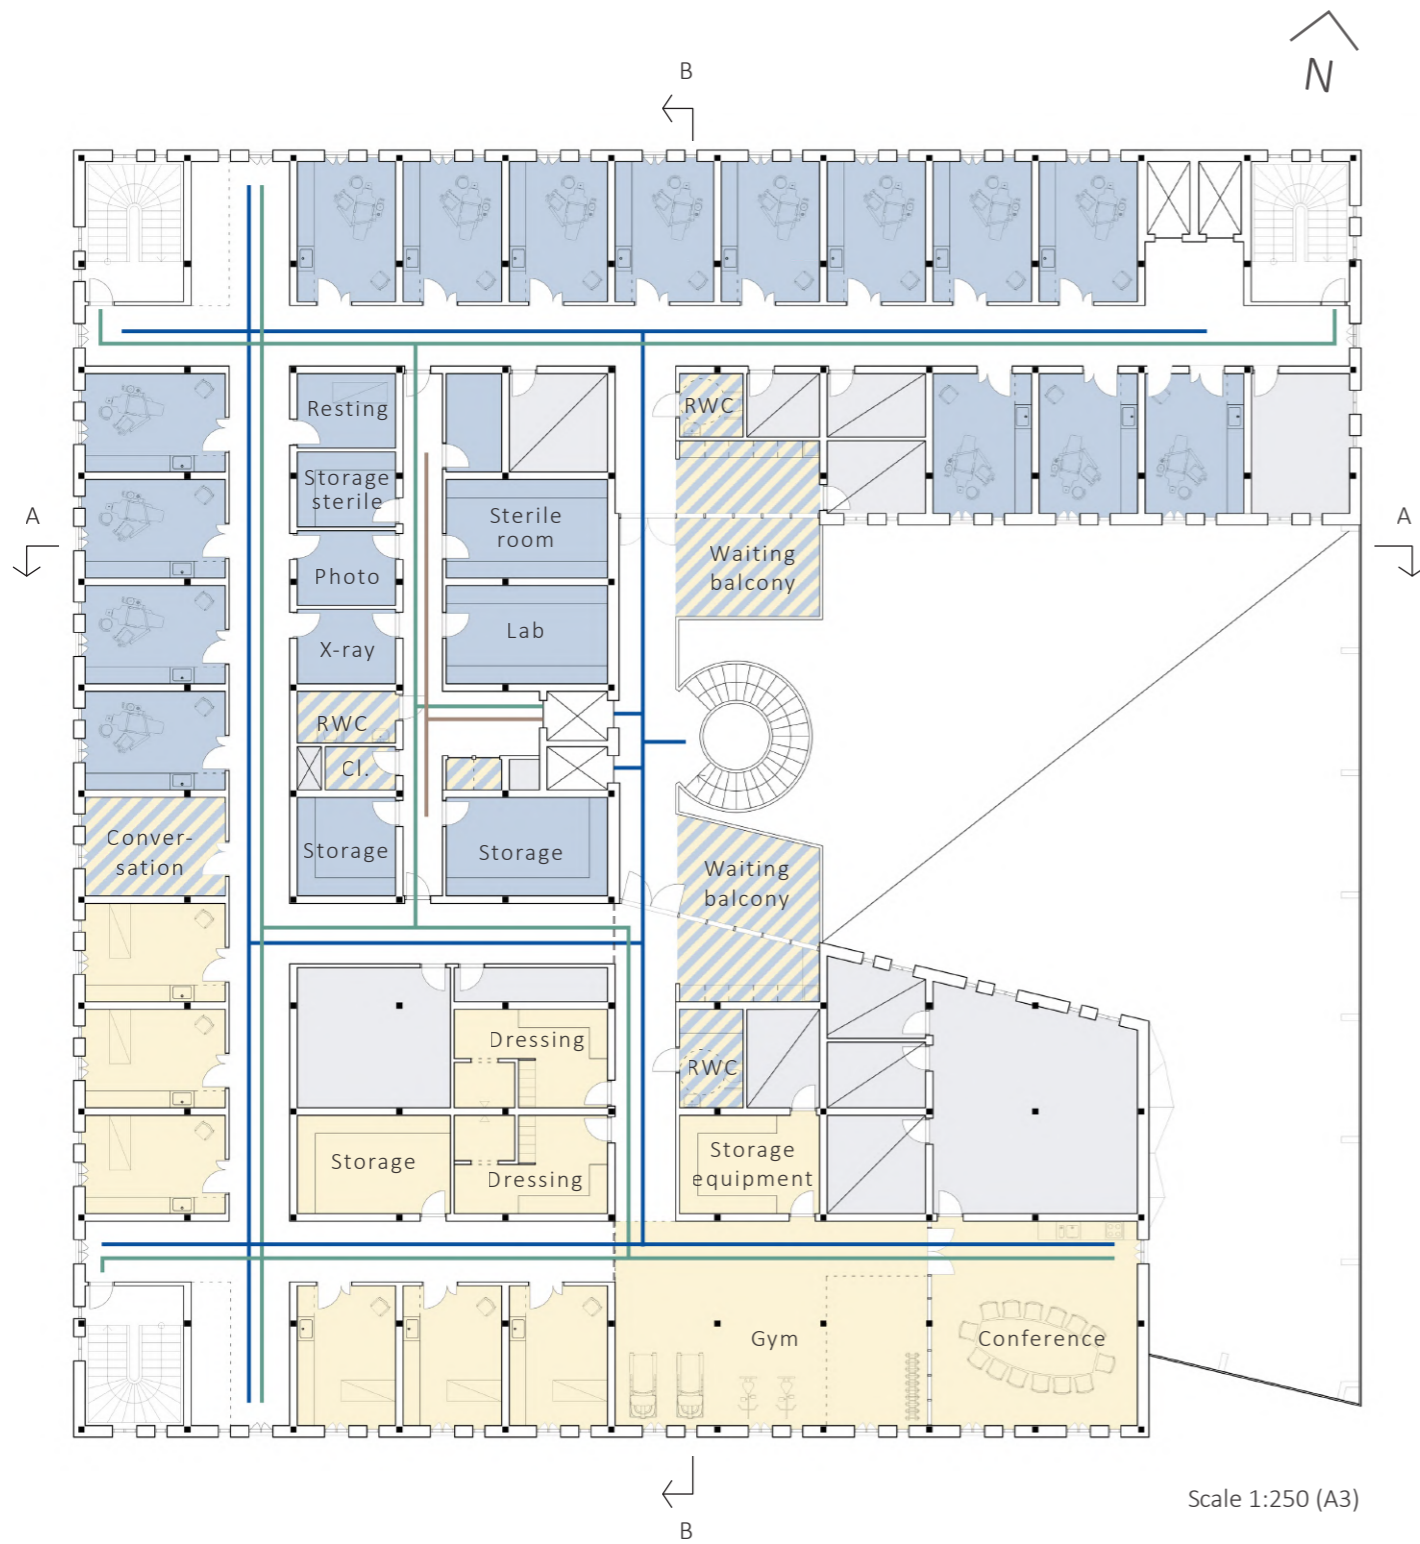 N
B
Resting
RWC
Storage
sterile
Sterile
room
A
A
Waiting
balcony
Photo
Lab
X-ray
RWC
Cl.
Conver-
sation
Storage
Storage
Waiting
balcony
Dressing
RWC
Storage
Dressing
Storage
equipment
Gym
Conference
Scale 1:250 (A3)
B